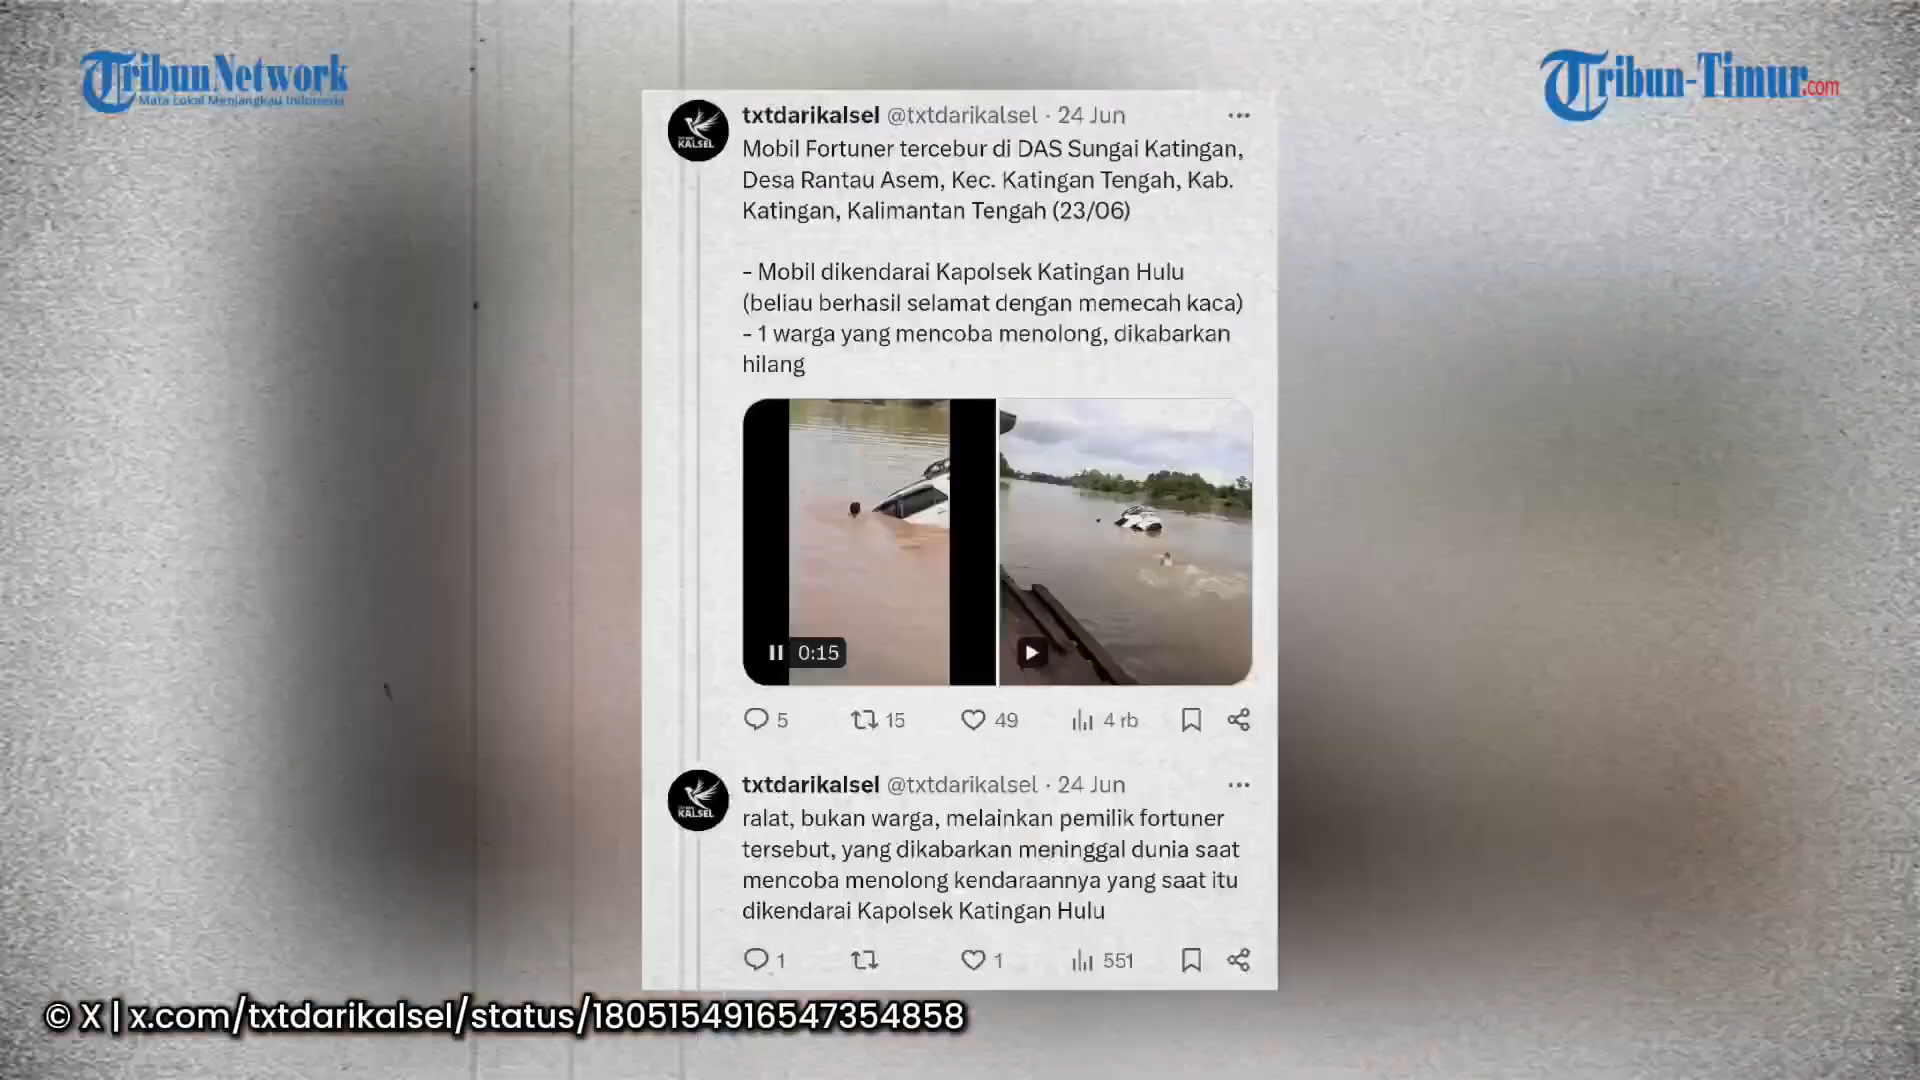 Tribun Network
Mata Lokal Menjangkau Indonesia
Tribun-Timur.com
txtdarikalsel @txtdarikalsel · 24 Jun
KALSEL
Mobil Fortuner tercebur di DAS Sungai Katingan,
Desa Rantau Asem, Kec. Katingan Tengah, Kab.
Katingan, Kalimantan Tengah (23/06)
- Mobil dikendarai Kapolsek Katingan Hulu
(beliau berhasil selamat dengan memecah kaca)
- 1 warga yang mencoba menolong, dikabarkan
hilang
0:15
5 15 49 4 rb
txtdarikalsel @txtdarikalsel · 24 Jun
KALSEL
ralat, bukan warga, melainkan pemilik fortuner
tersebut, yang dikabarkan meninggal dunia saat
mencoba menolong kendaraannya yang saat itu
dikendarai Kapolsek Katingan Hulu
1 1 551
© X | x.com/txtdarikalsel/status/1805154916547354858